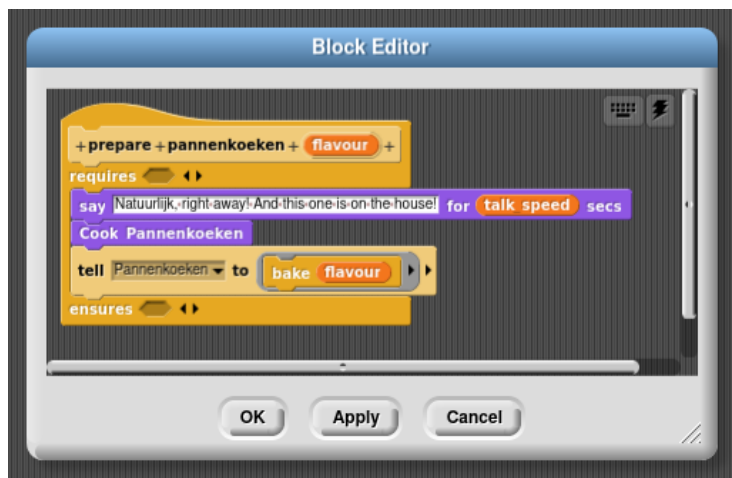 Block Editor
+prepare+pannenkoeken+ flavour +
requires
say Natuurlijk, right away! And this one is on the house! for talk speed secs
Cook Pannenkoeken
tell Pannenkoeken to bake flavour
ensures
OK Apply Cancel